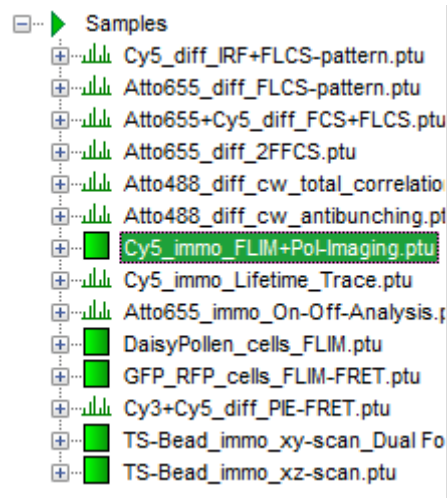 Samples
Cy5_diff_IRF+FLCS-pattern.ptu
Atto655_diff_FLCS-pattern.ptu
Atto655+Cy5_diff_FCS+FLCS.ptu
Atto655_diff_2FFCS.ptu
Atto488_diff_cw_total_correlatio
Atto488_diff_cw_antibunching.pt
Cy5_immo_FLIM+Pol-Imaging.ptu
Cy5_immo_Lifetime_Trace.ptu
Atto655_immo_On-Off-Analysis.p
DaisyPollen_cells_FLIM.ptu
GFP_RFP_cells_FLIM-FRET.ptu
Cy3+Cy5_diff_PIE-FRET.ptu
TS-Bead_immo_xy-scan_Dual Fo
TS-Bead_immo_xz-scan.ptu